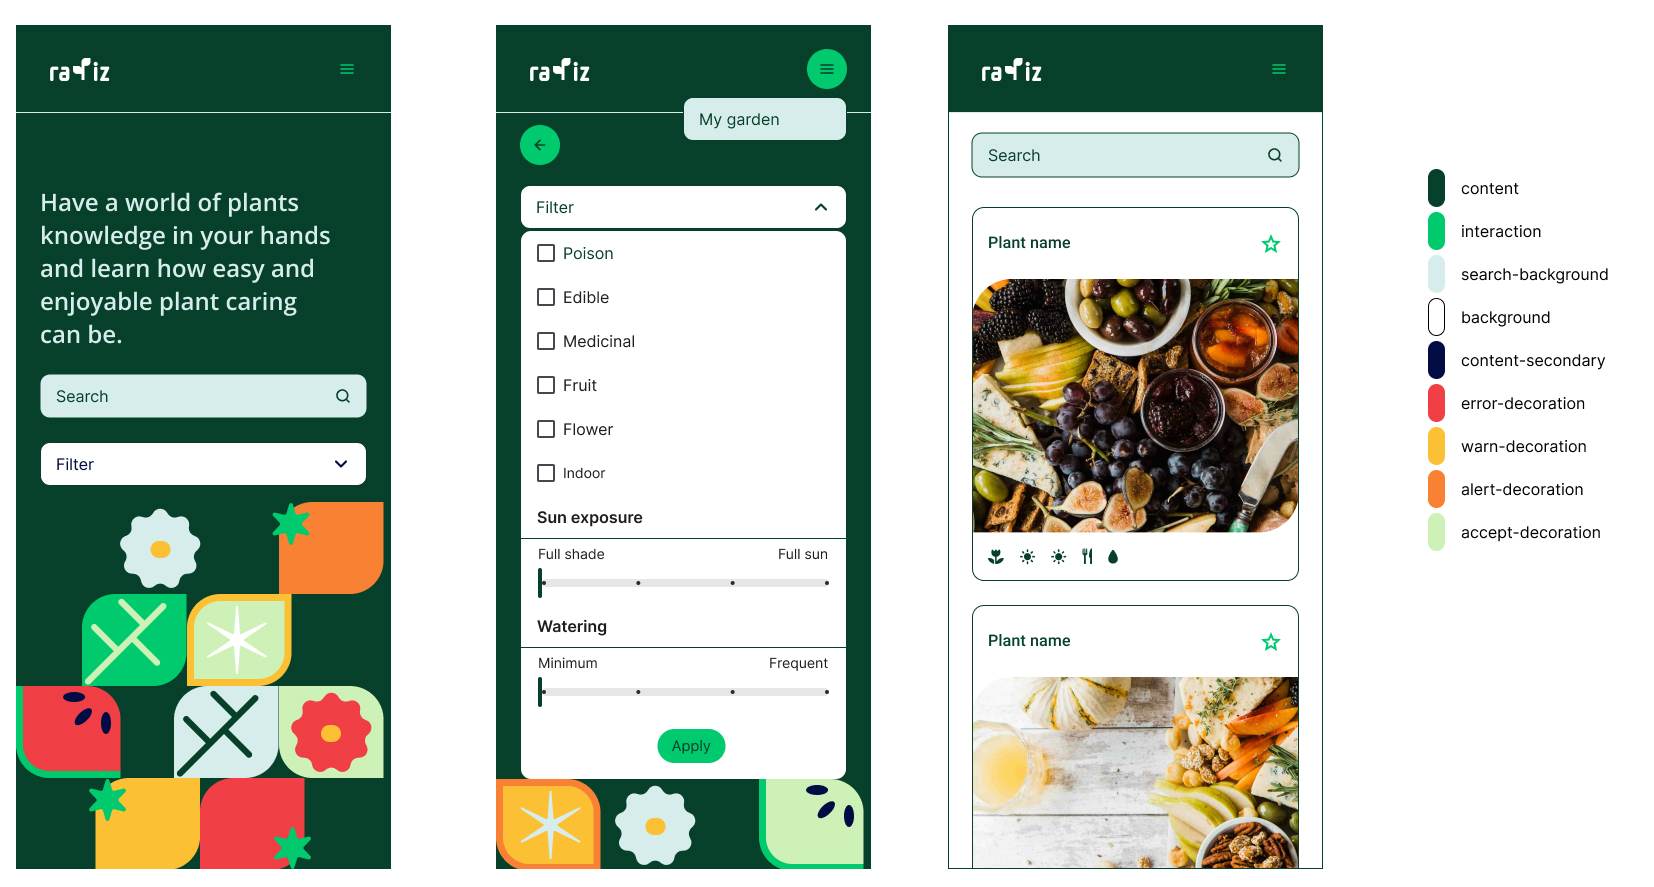 raíz
Have a world of plants
knowledge in your hands
and learn how easy and
enjoyable plant caring
can be.
Search
Filter
raíz
My garden
Filter
Poison
Edible
Medicinal
Fruit
Flower
Indoor
Sun exposure
Full shade Full sun
Watering
Minimum Frequent
Apply
raíz
Search
Plant name
Plant name
content
interaction
search-background
background
content-secondary
error-decoration
warn-decoration
alert-decoration
accept-decoration